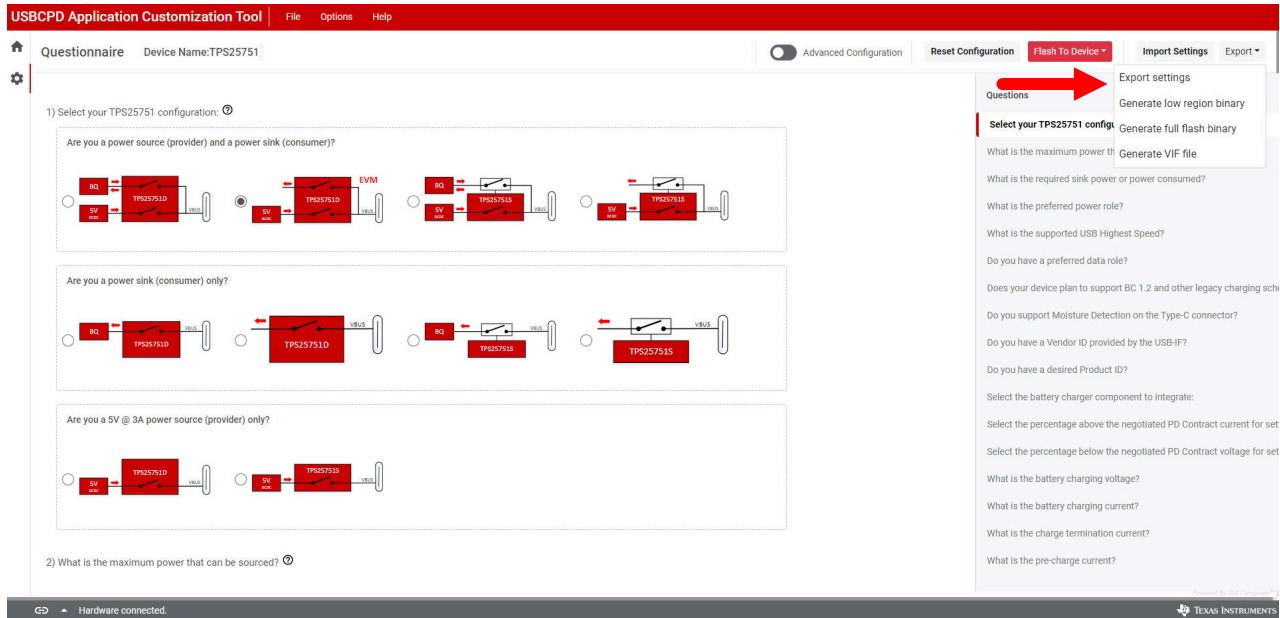 USBCPD Application Customization Tool File Options Help
Questionnaire Device Name:TPS25751 Advanced Configuration Reset Configuration Flash To Device Import Settings Export
1) Select your TPS25751 configuration:
Are you a power source (provider) and a power sink (consumer)?
BQ
5V
DCDC
TPS25751D
VBUS
EVM
TPS25751D
5V
DCDC
VBUS
BQ
5V
DCDC
TPS25751S
VBUS
TPS25751S
5V
DCDC
VBUS
Are you a power sink (consumer) only?
BQ
TPS25751D
VBUS
TPS25751D
VBUS
BQ
TPS25751S
VBUS
TPS25751S
VBUS
Are you a 5V @ 3A power source (provider) only?
TPS25751D
5V
DCDC
VBUS
TPS25751S
5V
DCDC
VBUS
2) What is the maximum power that can be sourced?
Export settings
Generate low region binary
Generate full flash binary
Generate VIF file
Questions
Select your TPS25751 configu
What is the maximum power th
What is the required sink power or power consumed?
What is the preferred power role?
What is the supported USB Highest Speed?
Do you have a preferred data role?
Does your device plan to support BC 1.2 and other legacy charging sche
Do you support Moisture Detection on the Type-C connector?
Do you have a Vendor ID provided by the USB-IF?
Do you have a desired Product ID?
Select the battery charger component to integrate:
Select the percentage above the negotiated PD Contract current for set
Select the percentage below the negotiated PD Contract voltage for set
What is the battery charging voltage?
What is the battery charging current?
What is the charge termination current?
What is the pre-charge current?
Powered By GUI Composer
Hardware connected.
TEXAS INSTRUMENTS